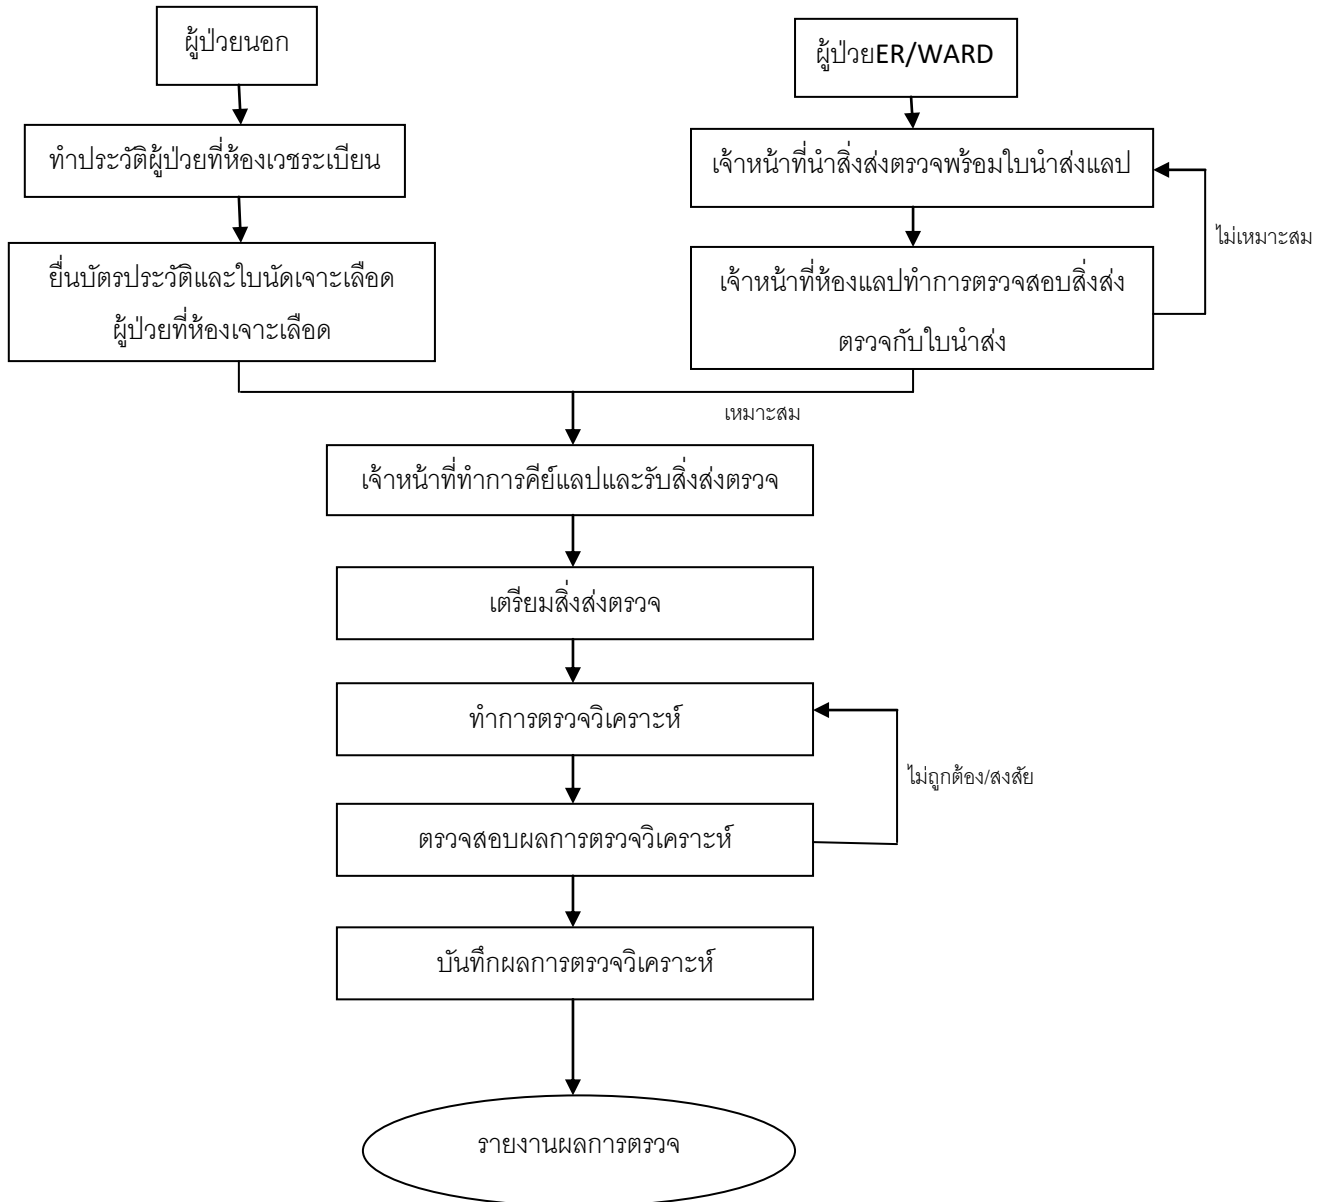 ผู้ป่วยนอก
ผู้ป่วยER/WARD
ทำประวัติผู้ป่วยที่ห้องเวชระเบียน
เจ้าหน้าที่นำสิ่งส่งตรวจพร้อมใบนำส่งแลป
ไม่เหมาะสม
ยื่นบัตรประวัติและใบนัดเจาะเลือด
ผู้ป่วยที่ห้องเจาะเลือด
เจ้าหน้าที่ห้องแลปทำการตรวจสอบสิ่งส่ง
ตรวจกับใบนำส่ง
เหมาะสม
เจ้าหน้าที่ทำการคีย์แลปและรับสิ่งส่งตรวจ
เตรียมสิ่งส่งตรวจ
ทำการตรวจวิเคราะห์
ไม่ถูกต้อง/สงสัย
ตรวจสอบผลการตรวจวิเคราะห์
บันทึกผลการตรวจวิเคราะห์
รายงานผลการตรวจ